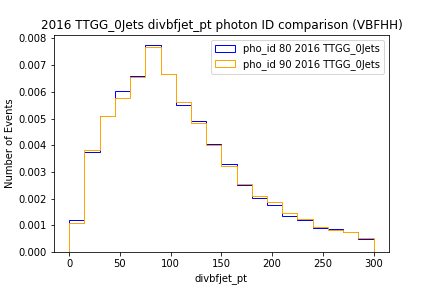 2016 TTGG_0Jets divbfjet_pt photon ID comparison (VBFHH)
pho_id 80 2016 TTGG_0Jets
pho_id 90 2016 TTGG_0Jets
Number of Events
0.008
0.007
0.006
0.005
0.004
0.003
0.002
0.001
0.000
0 50 100 150 200 250 300
divbfjet_pt